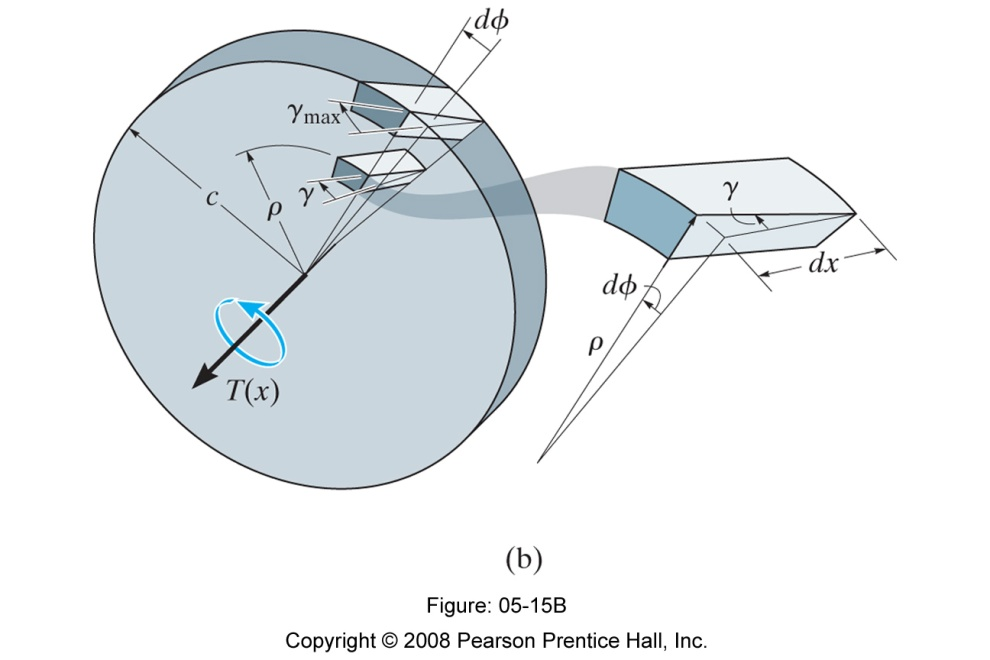 dϕ
γmax
γ
c
ρ
T(x)
γ
dx
dϕ
ρ
(b)
Figure: 05-15B
Copyright © 2008 Pearson Prentice Hall, Inc.